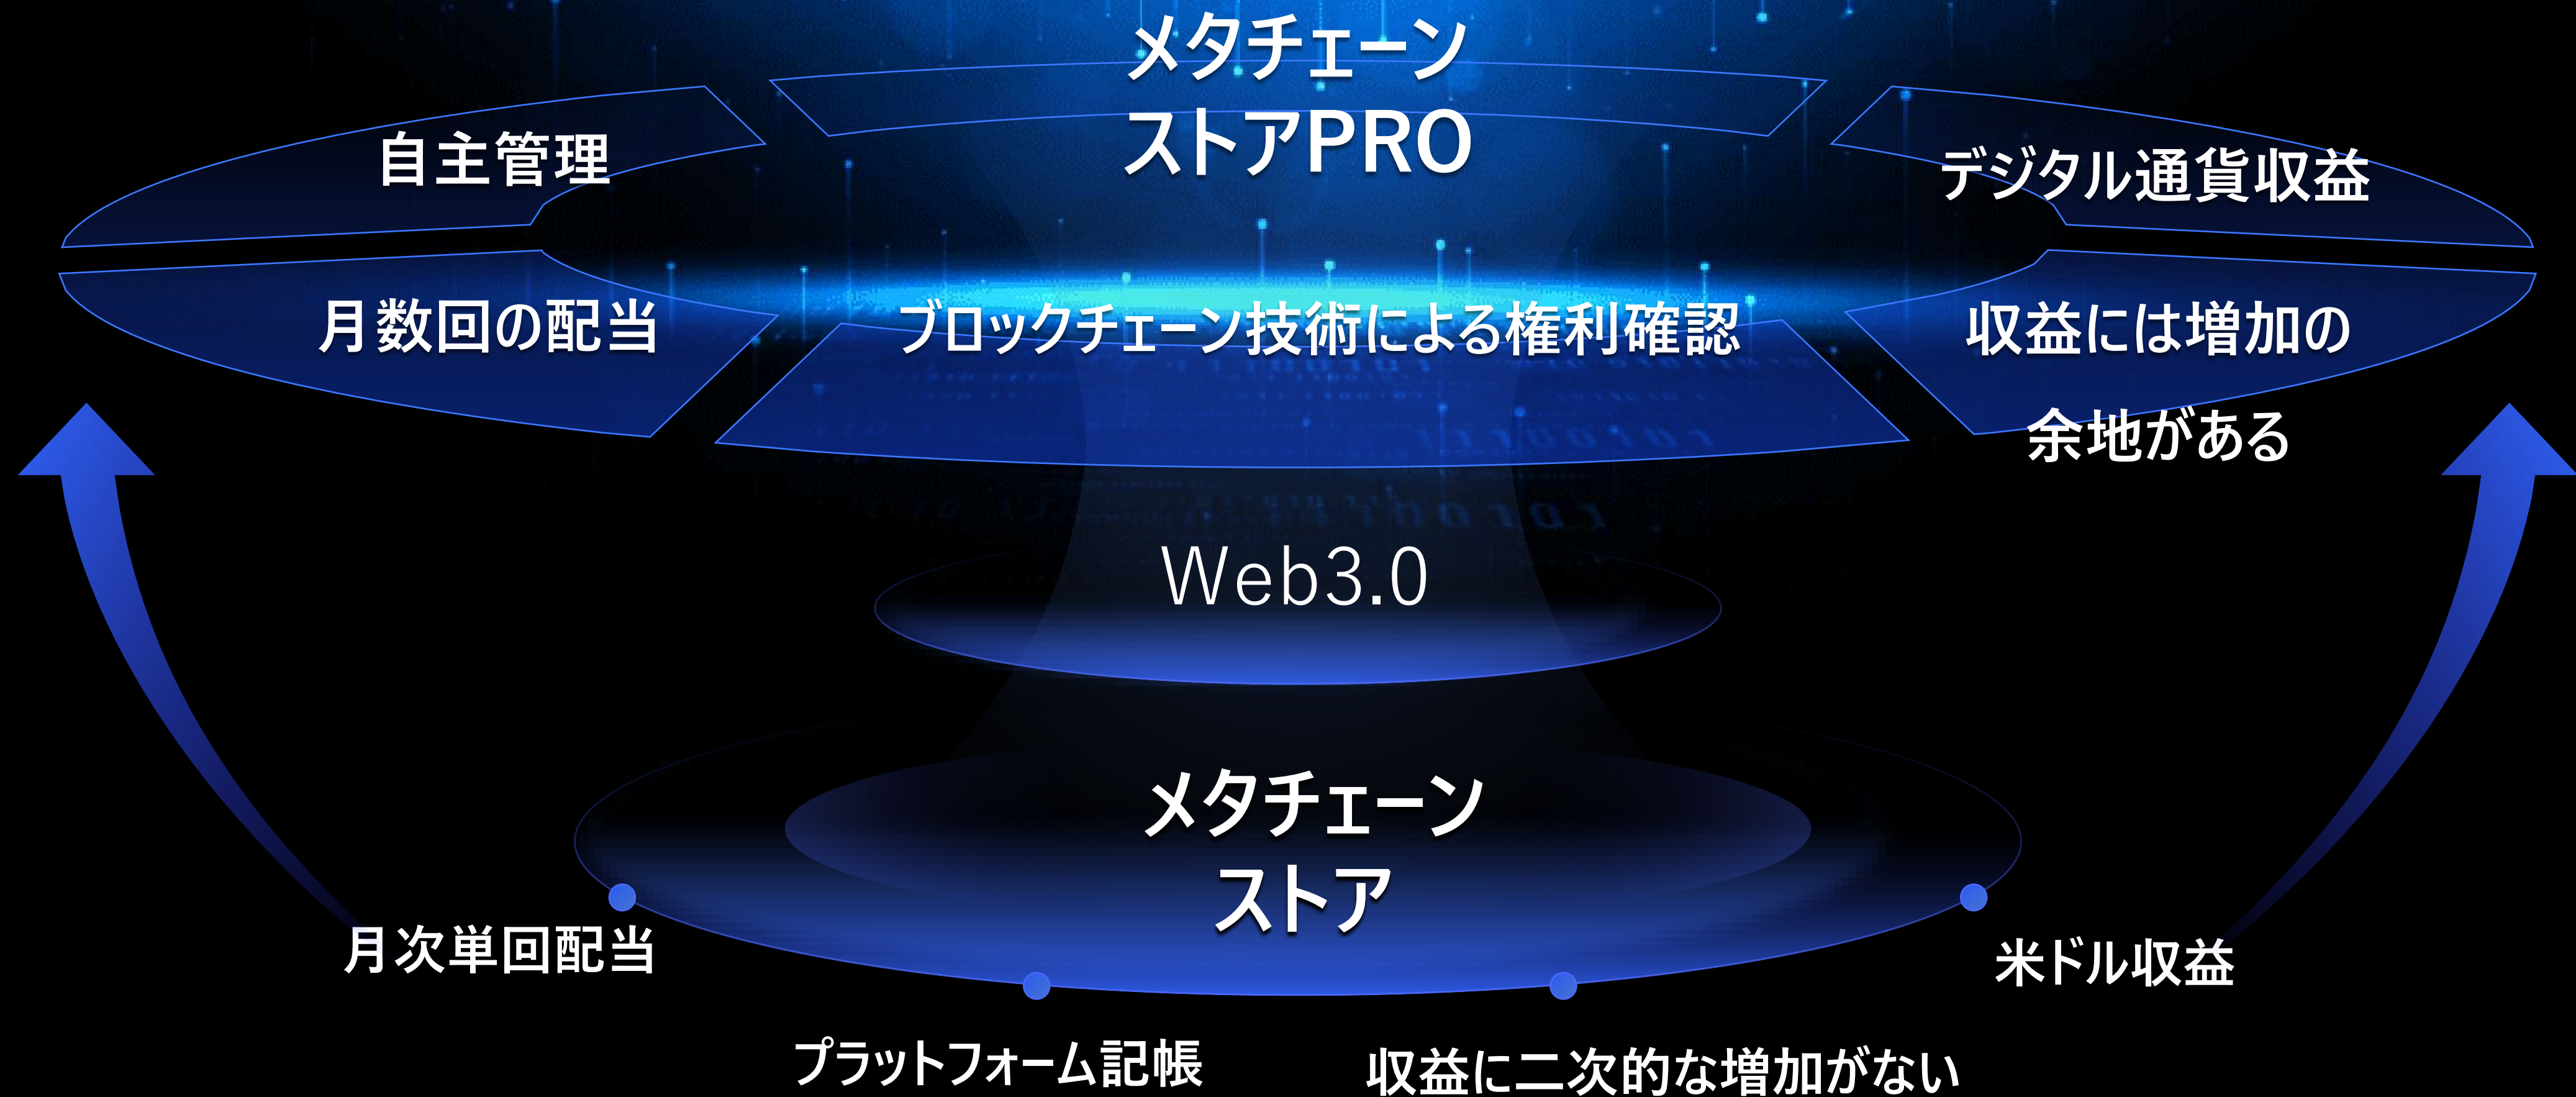 メタチェーン
ストアPRO
自主管理
デジタル通貨収益
月数回の配当
ブロックチェーン技術による権利確認
収益には増加の
余地がある
Web3.0
メタチェーン
ストア
月次単回配当
米ドル収益
プラットフォーム記帳
収益に二次的な増加がない